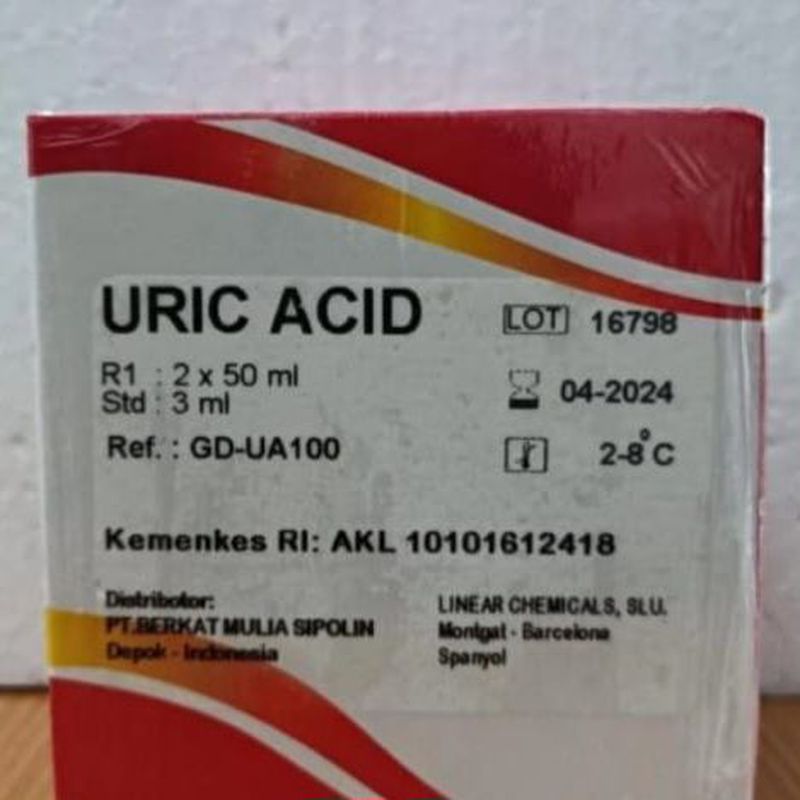 URIC ACID
LOT 16798
R1 : 2 x 50 ml
Std : 3 ml
04-2024
Ref. : GD-UA100
2-8°C
Kemenkes RI: AKL 10101612418
Distributor:
PT.BERKAT MULIA SIPOLIN
Depok - Indonesia
LINEAR CHEMICALS, SLU.
Montgat - Barcelona
Spanyol